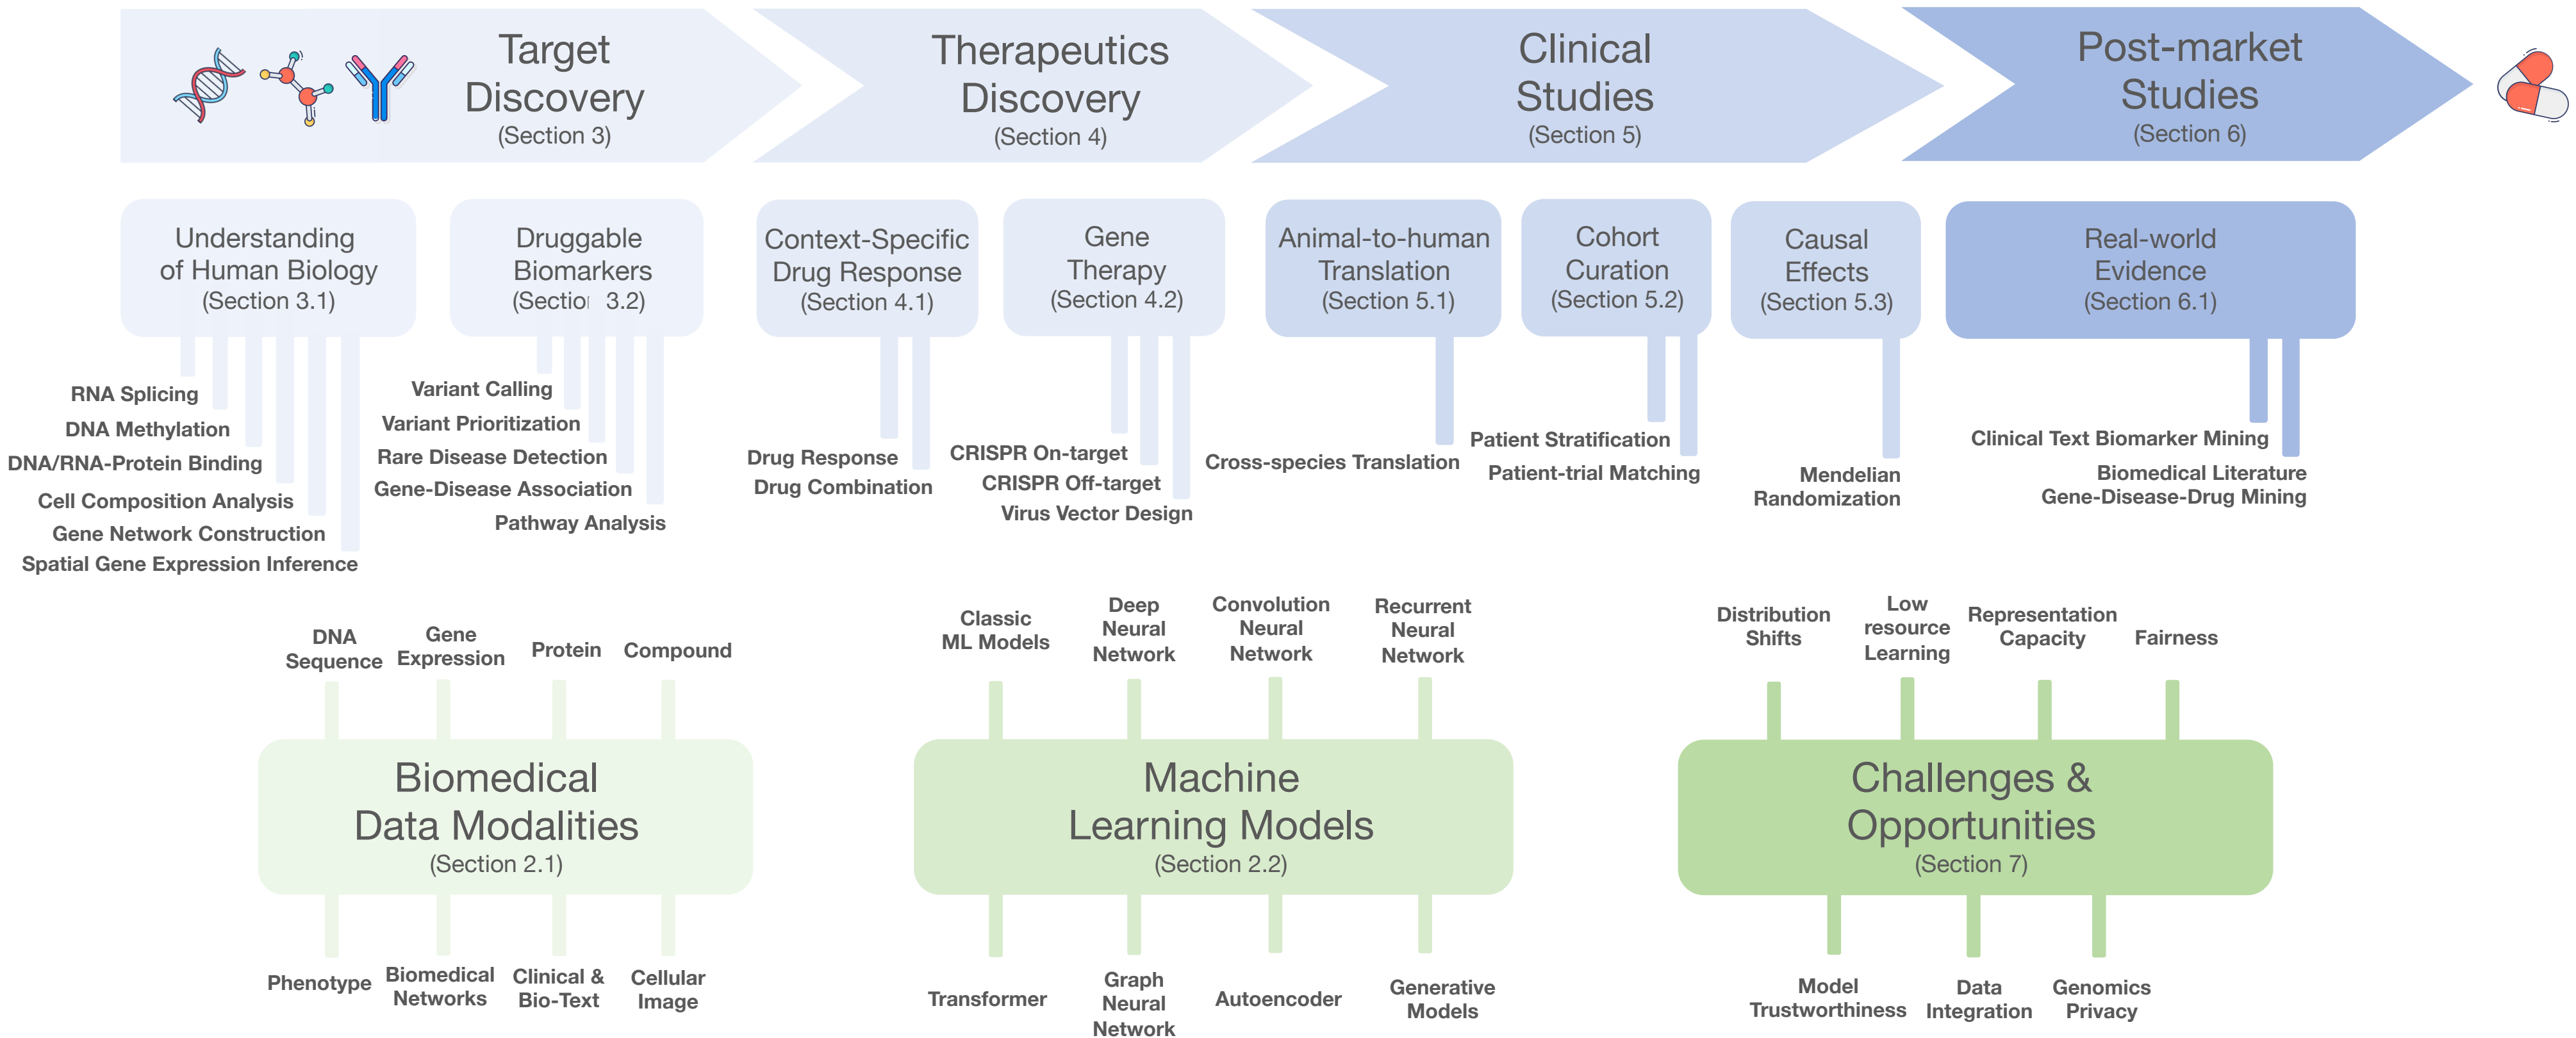 Target
Discovery
(Section 3)
Therapeutics
Discovery
(Section 4)
Clinical
Studies
(Section 5)
Post-market
Studies
(Section 6)
Understanding
of Human Biology
(Section 3.1)
Druggable
Biomarkers
(Section 3.2)
Context-Specific
Drug Response
(Section 4.1)
Gene
Therapy
(Section 4.2)
Animal-to-human
Translation
(Section 5.1)
Cohort
Curation
(Section 5.2)
Causal
Effects
(Section 5.3)
Real-world
Evidence
(Section 6.1)
RNA Splicing
DNA Methylation
DNA/RNA-Protein Binding
Cell Composition Analysis
Gene Network Construction
Spatial Gene Expression Inference
Variant Calling
Variant Prioritization
Rare Disease Detection
Gene-Disease Association
Pathway Analysis
Drug Response
Drug Combination
CRISPR On-target
CRISPR Off-target
Virus Vector Design
Cross-species Translation
Patient Stratification
Patient-trial Matching
Mendelian
Randomization
Clinical Text Biomarker Mining
Biomedical Literature
Gene-Disease-Drug Mining
DNA
Sequence
Gene
Expression
Protein
Compound
Biomedical
Data Modalities
(Section 2.1)
Phenotype
Biomedical
Networks
Clinical &
Bio-Text
Cellular
Image
Classic
ML Models
Deep
Neural
Network
Convolution
Neural
Network
Recurrent
Neural
Network
Machine
Learning Models
(Section 2.2)
Transformer
Graph
Neural
Network
Autoencoder
Generative
Models
Distribution
Shifts
Low
resource
Learning
Representation
Capacity
Fairness
Challenges &
Opportunities
(Section 7)
Model
Trustworthiness
Data
Integration
Genomics
Privacy